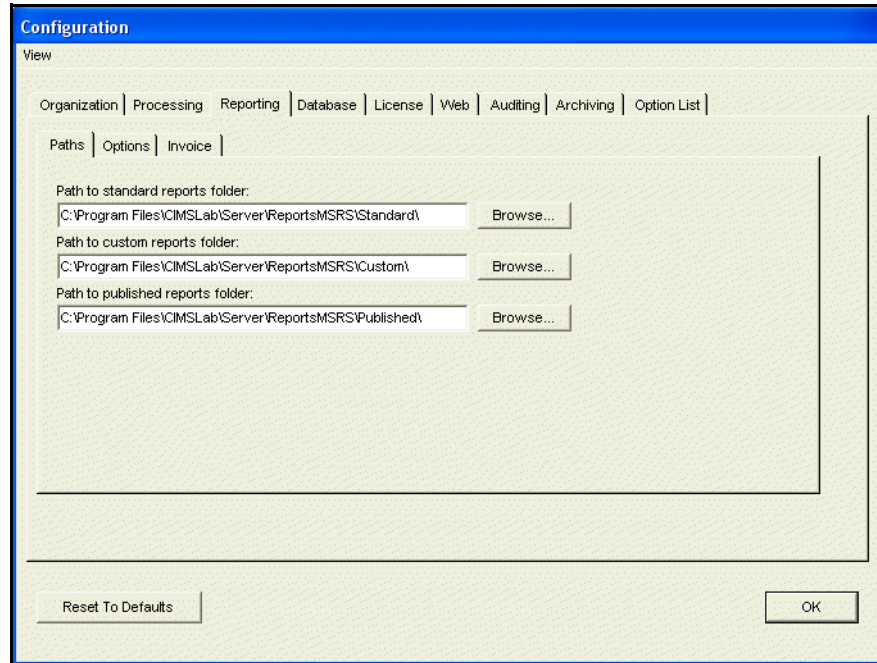 Configuration
View
Organization Processing Reporting Database License Web Auditing Archiving Option List
Paths Options Invoice
Path to standard reports folder:
C:\Program Files\CIMSLab\Server\ReportsMSRS\Standard\ Browse...
Path to custom reports folder:
C:\Program Files\CIMSLab\Server\ReportsMSRS\Custom\ Browse...
Path to published reports folder:
C:\Program Files\CIMSLab\Server\ReportsMSRS\Published\ Browse...
Reset To Defaults OK